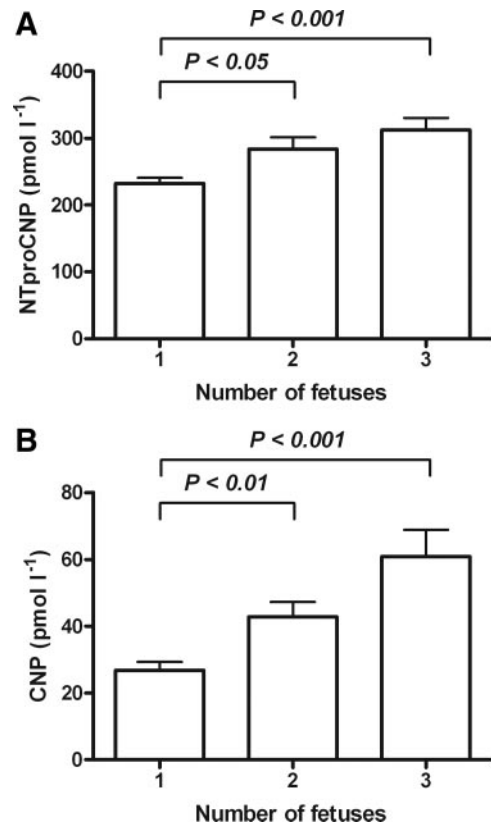 A
P < 0.001
P < 0.05
400
300
200
100
0
NTproCNP (pmol l⁻¹)
1 2 3
Number of fetuses
B
P < 0.001
P < 0.01
80
60
40
20
0
CNP (pmol l⁻¹)
1 2 3
Number of fetuses